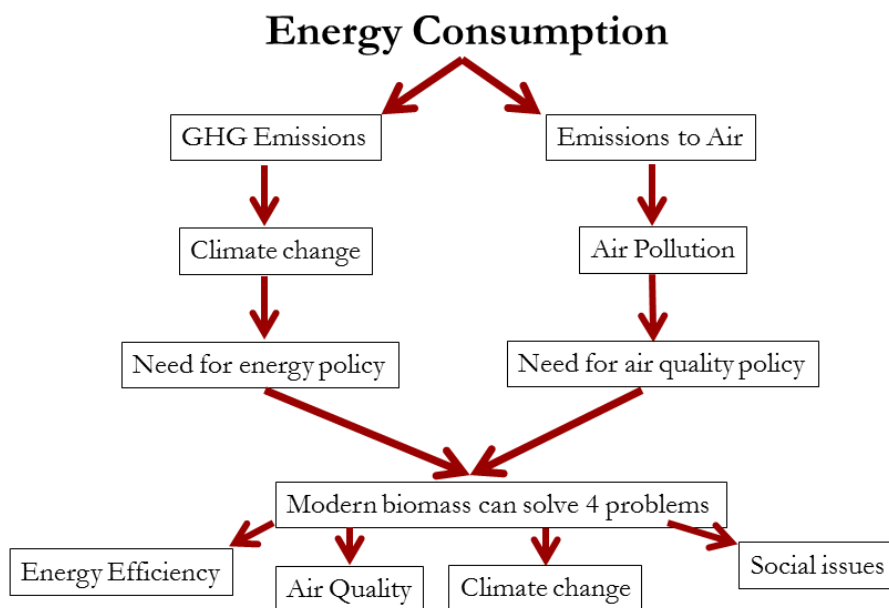 Energy Consumption
GHG Emissions
Emissions to Air
Climate change
Air Pollution
Need for energy policy
Need for air quality policy
Modern biomass can solve 4 problems
Energy Efficiency
Air Quality
Climate change
Social issues